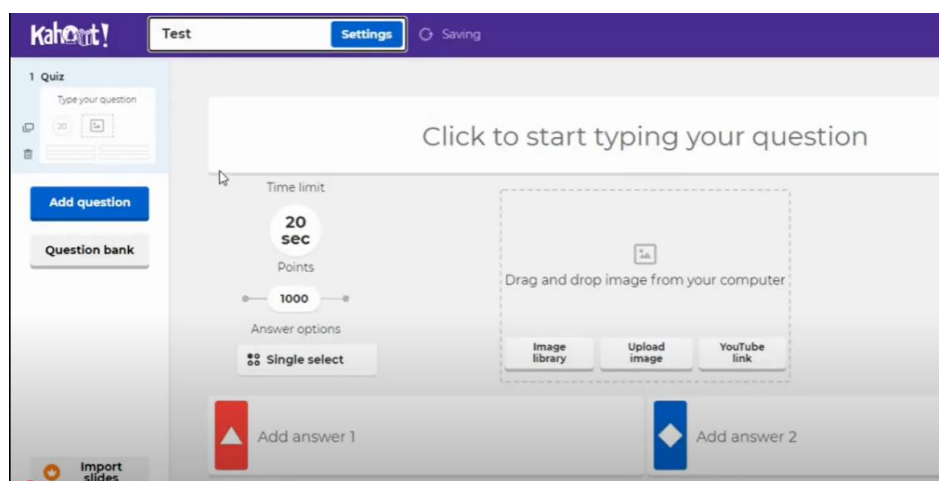 Kahoot!
Test
Settings
Saving
1 Quiz
Type your question
20
Add question
Question bank
Import
slides
Click to start typing your question
Time limit
20
sec
Points
1000
Answer options
Single select
Drag and drop image from your computer
Image
library
Upload
image
YouTube
link
Add answer 1
Add answer 2